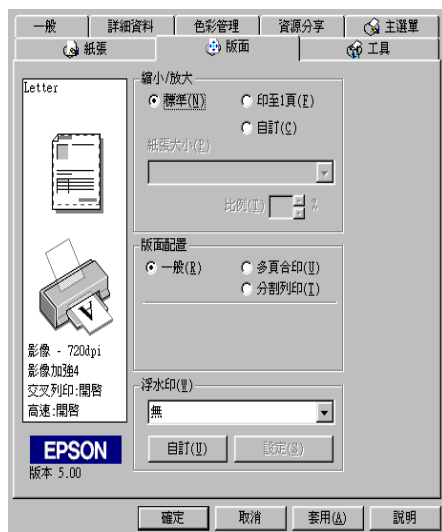 一般 詳細資料 色彩管理 資源分享 主選單
紙張 版面 工具
Letter
影像 - 720dpi
影像加強4
交叉列印:開啓
高速:開啓
EPSON
版本 5.00
縮小/放大
標準(N) 印至1頁(F)
自訂(C)
紙張大小(P)
比例(T) %
版面配置
一般(R) 多頁合印(U)
分割列印(I)
浮水印(W)
無
自訂(U) 設定(S)
確定 取消 套用(A) 說明